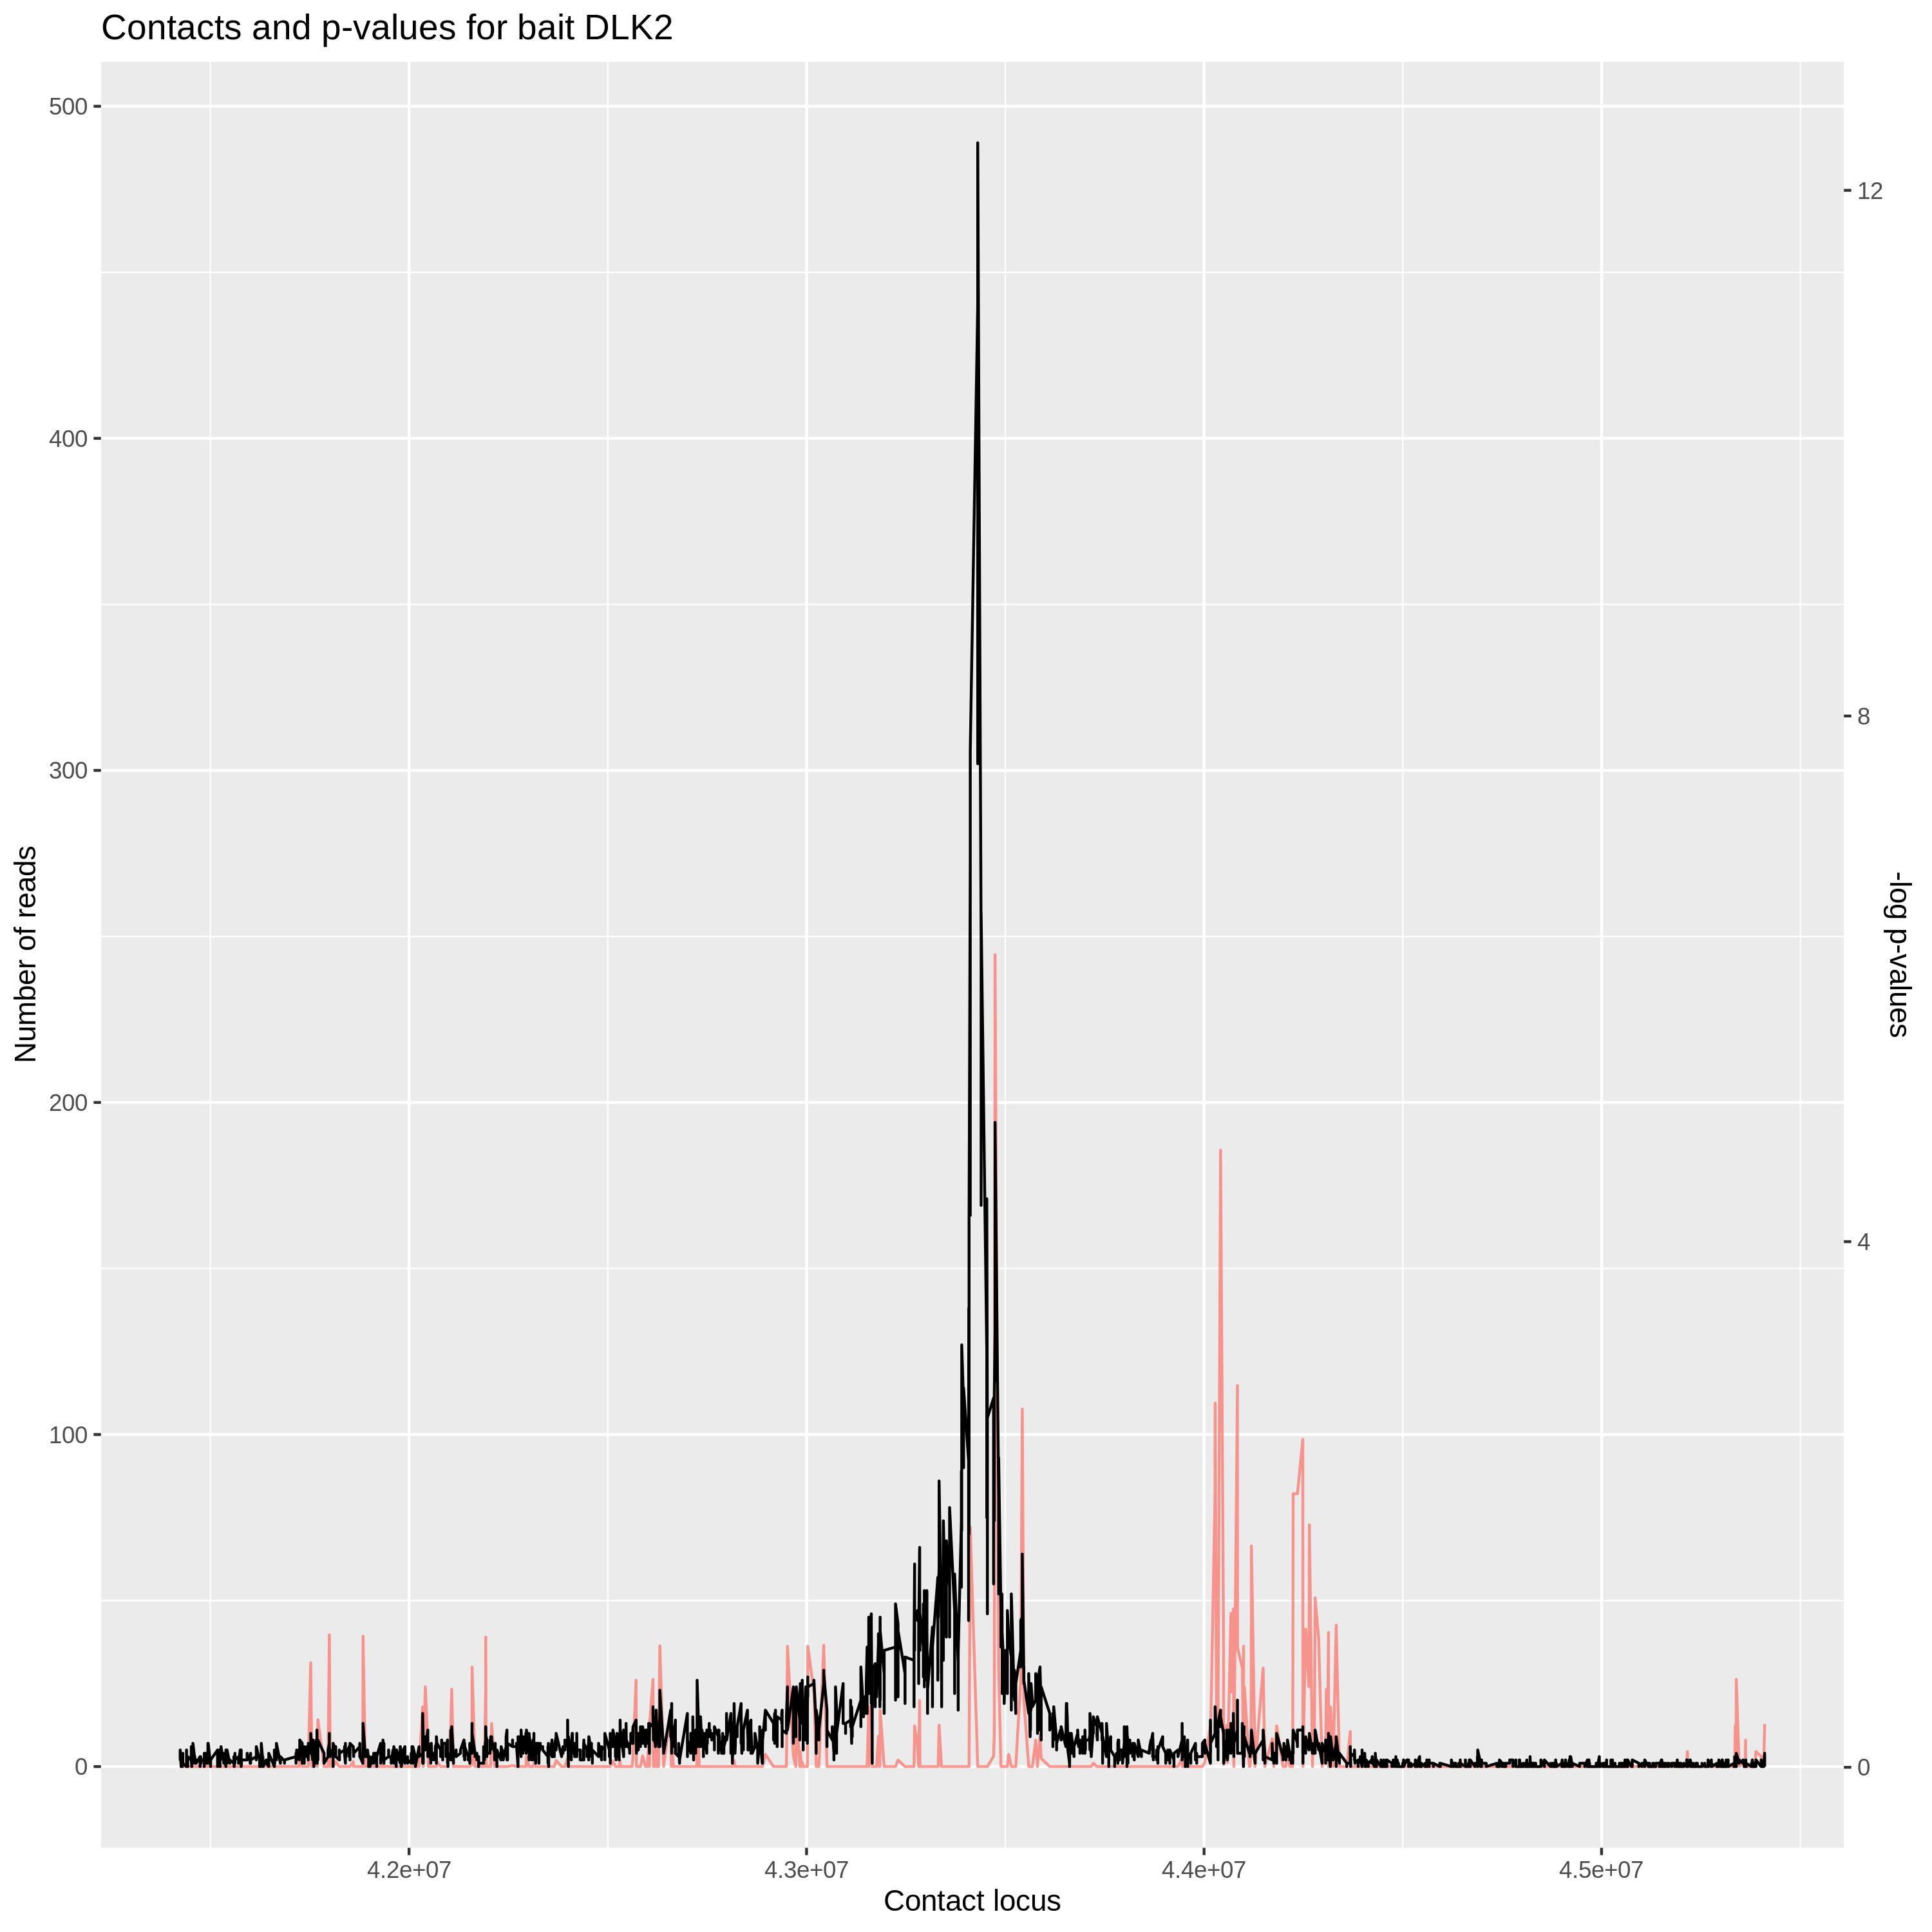 Contacts and p-values for bait DLK2
500
400
300
200
100
0
Number of reads
12
8
4
0
-log p-values
4.2e+07
4.3e+07
4.4e+07
4.5e+07
Contact locus